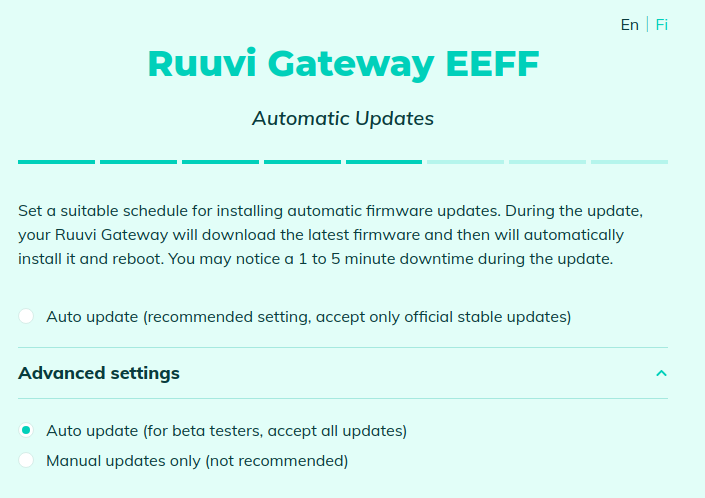 En | Fi
Ruuvi Gateway EEFF
Automatic Updates
Set a suitable schedule for installing automatic firmware updates. During the update,
your Ruuvi Gateway will download the latest firmware and then will automatically
install it and reboot. You may notice a 1 to 5 minute downtime during the update.
Auto update (recommended setting, accept only official stable updates)
Advanced settings
Auto update (for beta testers, accept all updates)
Manual updates only (not recommended)